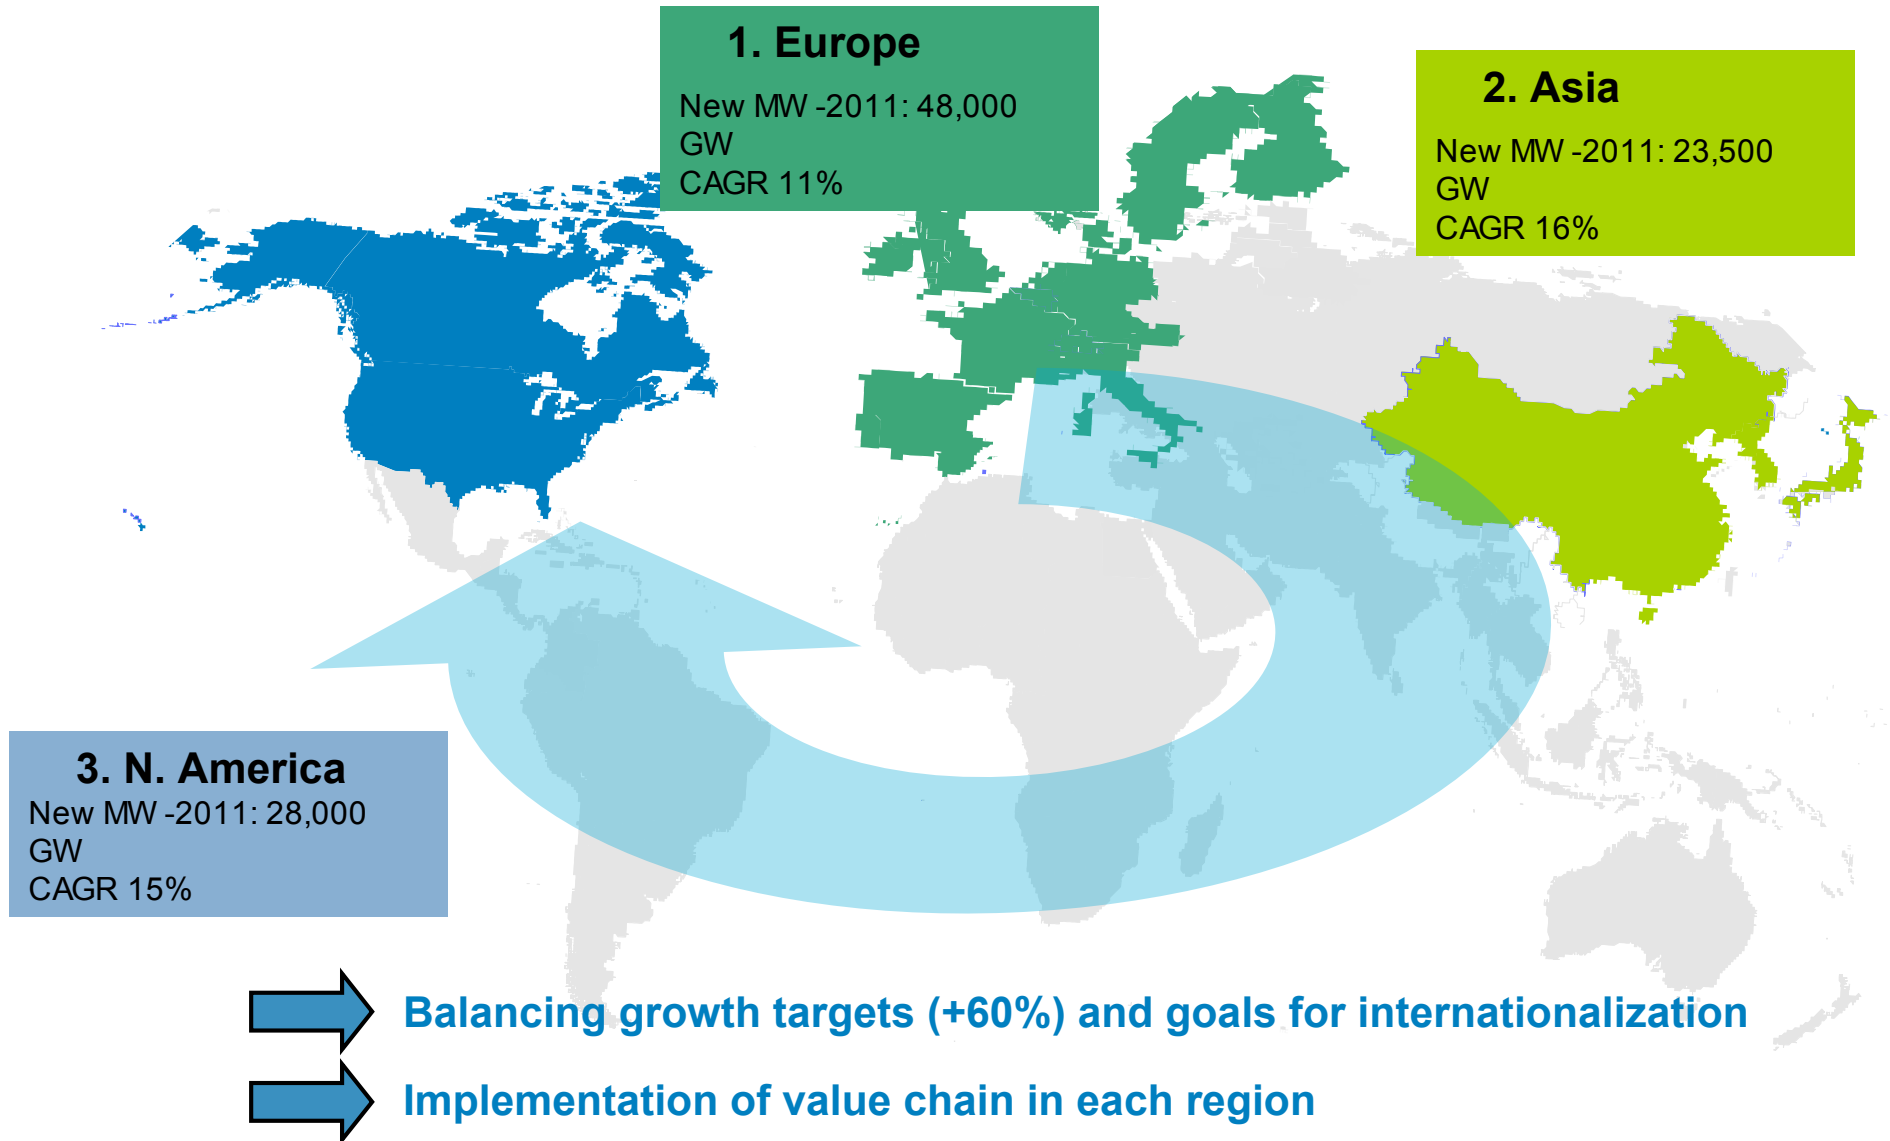 1. Europe
New MW -2011: 48,000
GW
CAGR 11%
2. Asia
New MW -2011: 23,500
GW
CAGR 16%
3. N. America
New MW -2011: 28,000
GW
CAGR 15%
Balancing growth targets (+60%) and goals for internationalization
Implementation of value chain in each region